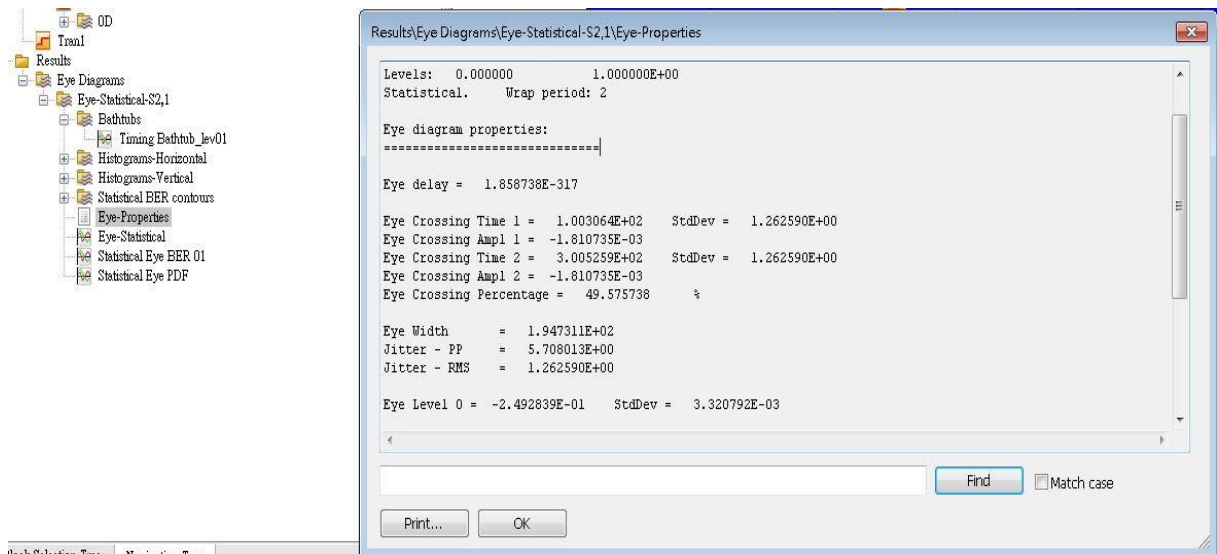 0D
Tran1
Results
Eye Diagrams
Eye-Statistical-S2,1
Bathtubs
Timing Bathtub_lev01
Histograms-Horizontal
Histograms-Vertical
Statistical BER contours
Eye-Properties
Eye-Statistical
Statistical Eye BER 01
Statistical Eye PDF
Results\Eye Diagrams\Eye-Statistical-S2,1\Eye-Properties
Levels: 0.000000 1.000000E+00
Statistical. Wrap period: 2
Eye diagram properties:
==============================
Eye delay = 1.858738E-317
Eye Crossing Time 1 = 1.003064E+02 StdDev = 1.262590E+00
Eye Crossing Ampl 1 = -1.810735E-03
Eye Crossing Time 2 = 3.005259E+02 StdDev = 1.262590E+00
Eye Crossing Ampl 2 = -1.810735E-03
Eye Crossing Percentage = 49.575738 %
Eye Width = 1.947311E+02
Jitter - PP = 5.708013E+00
Jitter - RMS = 1.262590E+00
Eye Level 0 = -2.492839E-01 StdDev = 3.320792E-03
Find Match case
Print... OK